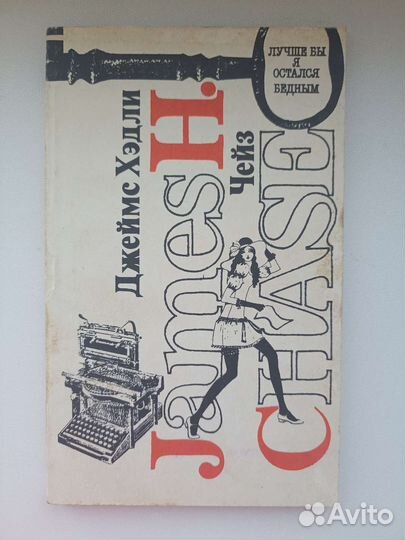 ЛУЧШЕ БЫ
Я
ОСТАЛСЯ
БЕДНЫМ
Джеймс Хэдли
Чейз
James H.
CHASE
Avito